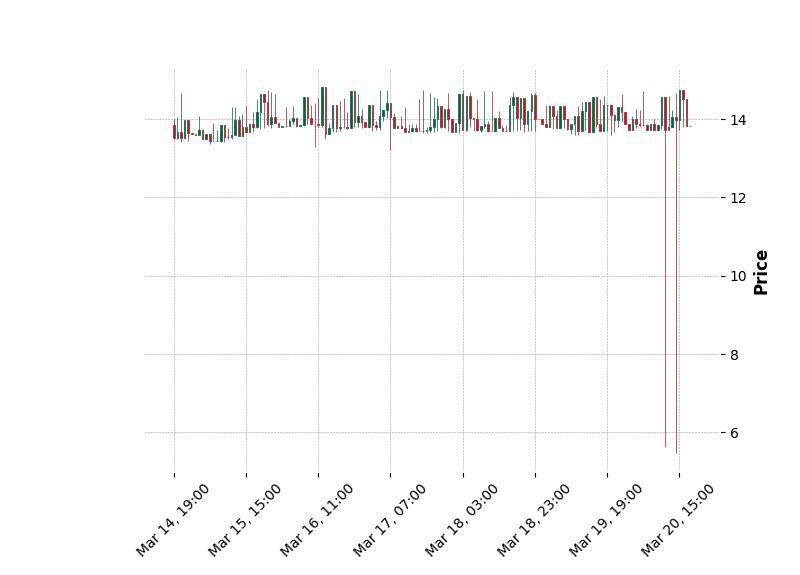 14
12
10
8
6
Price
Mar 14, 19:00
Mar 15, 15:00
Mar 16, 11:00
Mar 17, 07:00
Mar 18, 03:00
Mar 18, 23:00
Mar 19, 19:00
Mar 20, 15:00